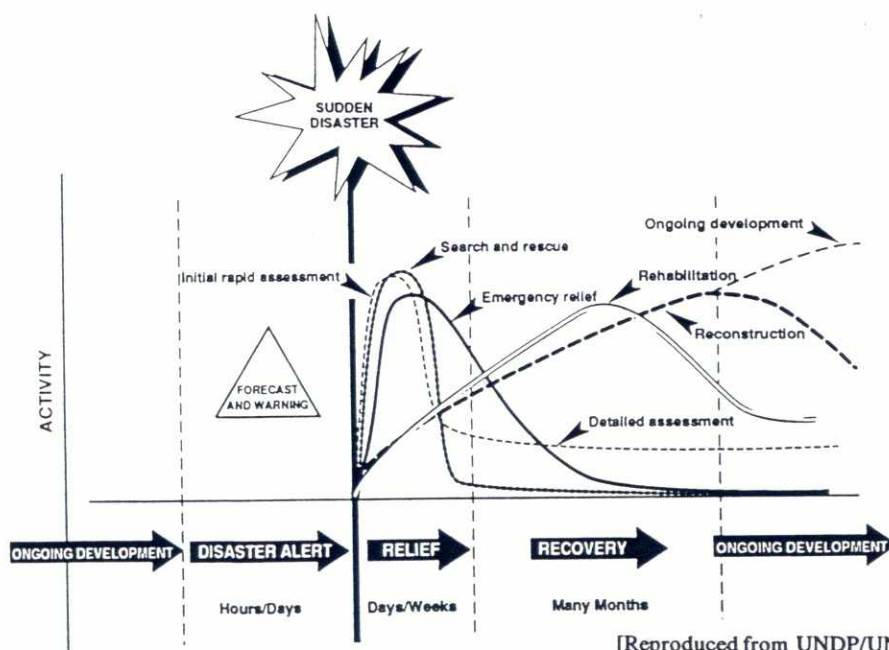 SUDDEN
DISASTER
Ongoing development
Search and rescue
Initial rapid assessment
Rehabilitation
Emergency relief
Reconstruction
ACTIVITY
FORECAST
AND WARNING
Detailed assessment
ONGOING DEVELOPMENT
DISASTER ALERT
RELIEF
RECOVERY
ONGOING DEVELOPMENT
Hours/Days
Days/Weeks
Many Months
[Reproduced from UNDP/UN